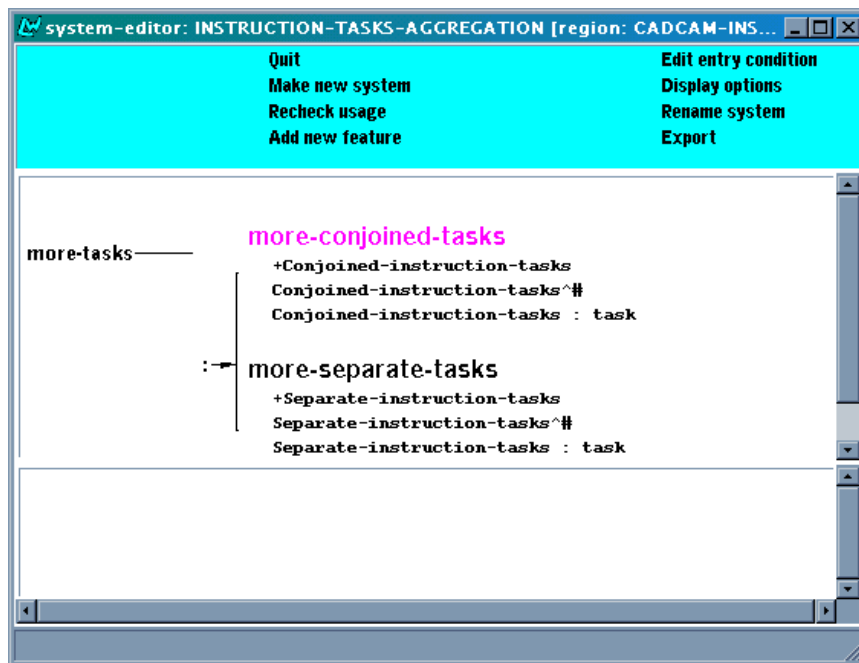 system-editor: INSTRUCTION-TASKS-AGGREGATION [region: CADCAM-INS...
Quit
Make new system
Recheck usage
Add new feature
Edit entry condition
Display options
Rename system
Export
more-tasks
more-conjoined-tasks
+Conjoined-instruction-tasks
Conjoined-instruction-tasks^#
Conjoined-instruction-tasks : task
:
more-separate-tasks
+Separate-instruction-tasks
Separate-instruction-tasks^#
Separate-instruction-tasks : task